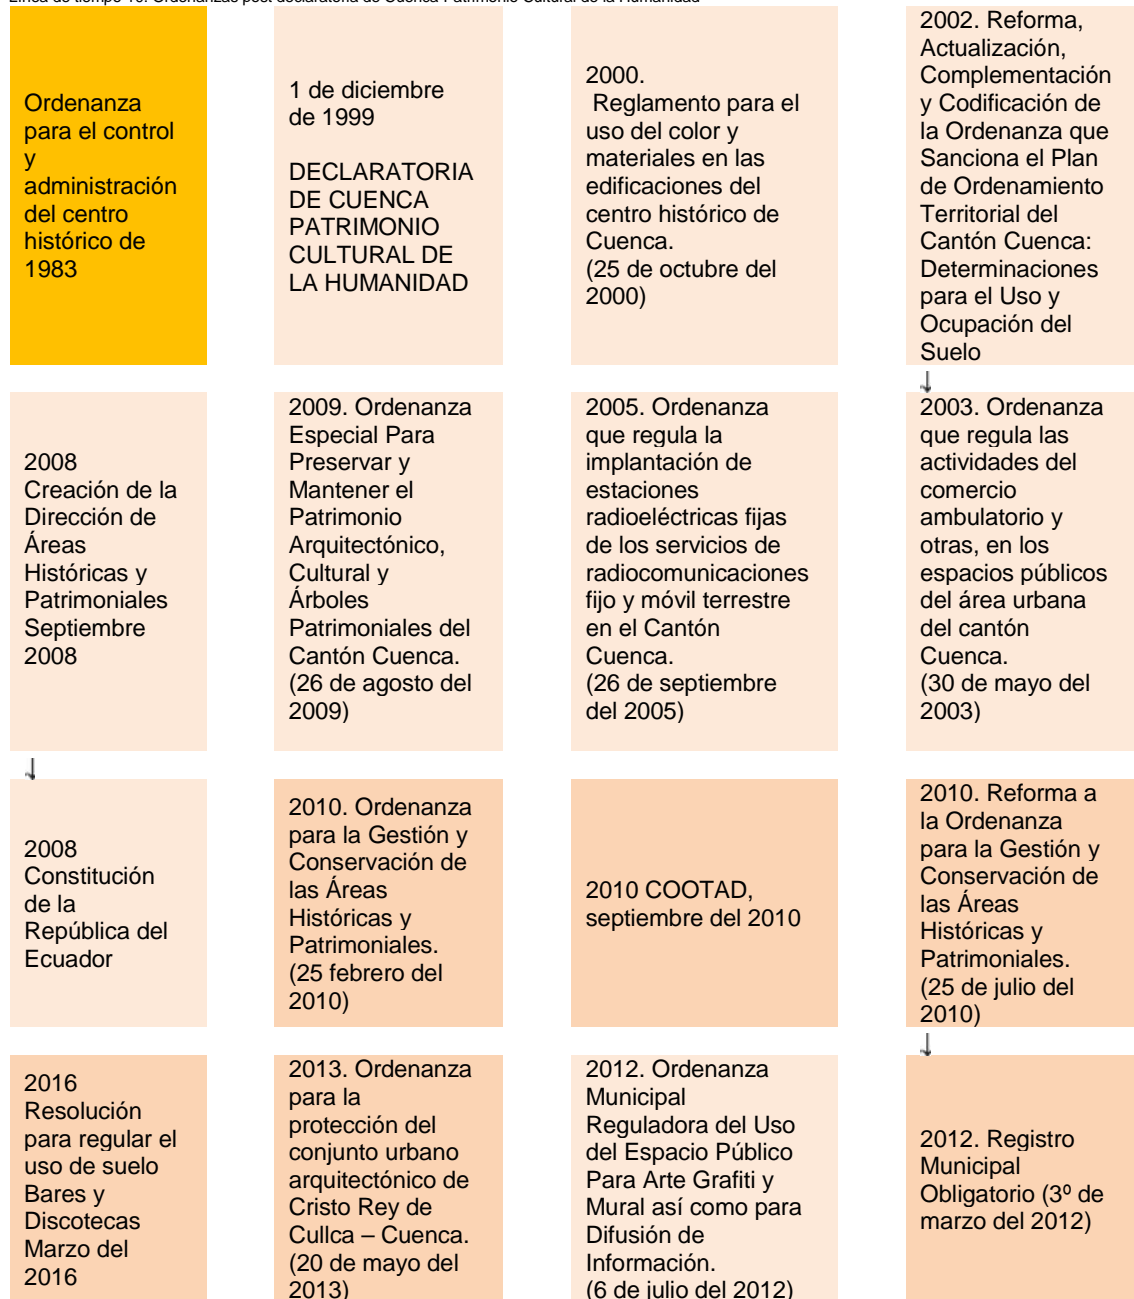 Línea de tiempo Ordenanzas post declaratoria de Cuenca Patrimonio Cultural de la Humanidad
Ordenanza
para el control
y
administración
del centro
histórico de
1983
1 de diciembre
de 1999
DECLARATORIA
DE CUENCA
PATRIMONIO
CULTURAL DE
LA HUMANIDAD
2000.
Reglamento para el
uso del color y
materiales en las
edificaciones del
centro histórico de
Cuenca.
(25 de octubre del
2000)
2002. Reforma,
Actualización,
Complementación
y Codificación de
la Ordenanza que
Sanciona el Plan
de Ordenamiento
Territorial del
Cantón Cuenca:
Determinaciones
para el Uso y
Ocupación del
Suelo
2008
Creación de la
Dirección de
Áreas
Históricas y
Patrimoniales
Septiembre
2008
2009. Ordenanza
Especial Para
Preservar y
Mantener el
Patrimonio
Arquitectónico,
Cultural y
Árboles
Patrimoniales del
Cantón Cuenca.
(26 de agosto del
2009)
2005. Ordenanza
que regula la
implantación de
estaciones
radioeléctricas fijas
de los servicios de
radiocomunicaciones
fijo y móvil terrestre
en el Cantón
Cuenca.
(26 de septiembre
del 2005)
2003. Ordenanza
que regula las
actividades del
comercio
ambulatorio y
otras, en los
espacios públicos
del área urbana
del cantón
Cuenca.
(30 de mayo del
2003)
2008
Constitución
de la
República del
Ecuador
2010. Ordenanza
para la Gestión y
Conservación de
las Áreas
Históricas y
Patrimoniales.
(25 febrero del
2010)
2010 COOTAD,
septiembre del 2010
2010. Reforma a
la Ordenanza
para la Gestión y
Conservación de
las Áreas
Históricas y
Patrimoniales.
(25 de julio del
2010)
2016
Resolución
para regular el
uso de suelo
Bares y
Discotecas
Marzo del
2016
2013. Ordenanza
para la
protección del
conjunto urbano
arquitectónico de
Cristo Rey de
Cullca – Cuenca.
(20 de mayo del
2013)
2012. Ordenanza
Municipal
Reguladora del Uso
del Espacio Público
Para Arte Grafiti y
Mural así como para
Difusión de
Información.
(6 de julio del 2012)
2012. Registro
Municipal
Obligatorio (3º de
marzo del 2012)